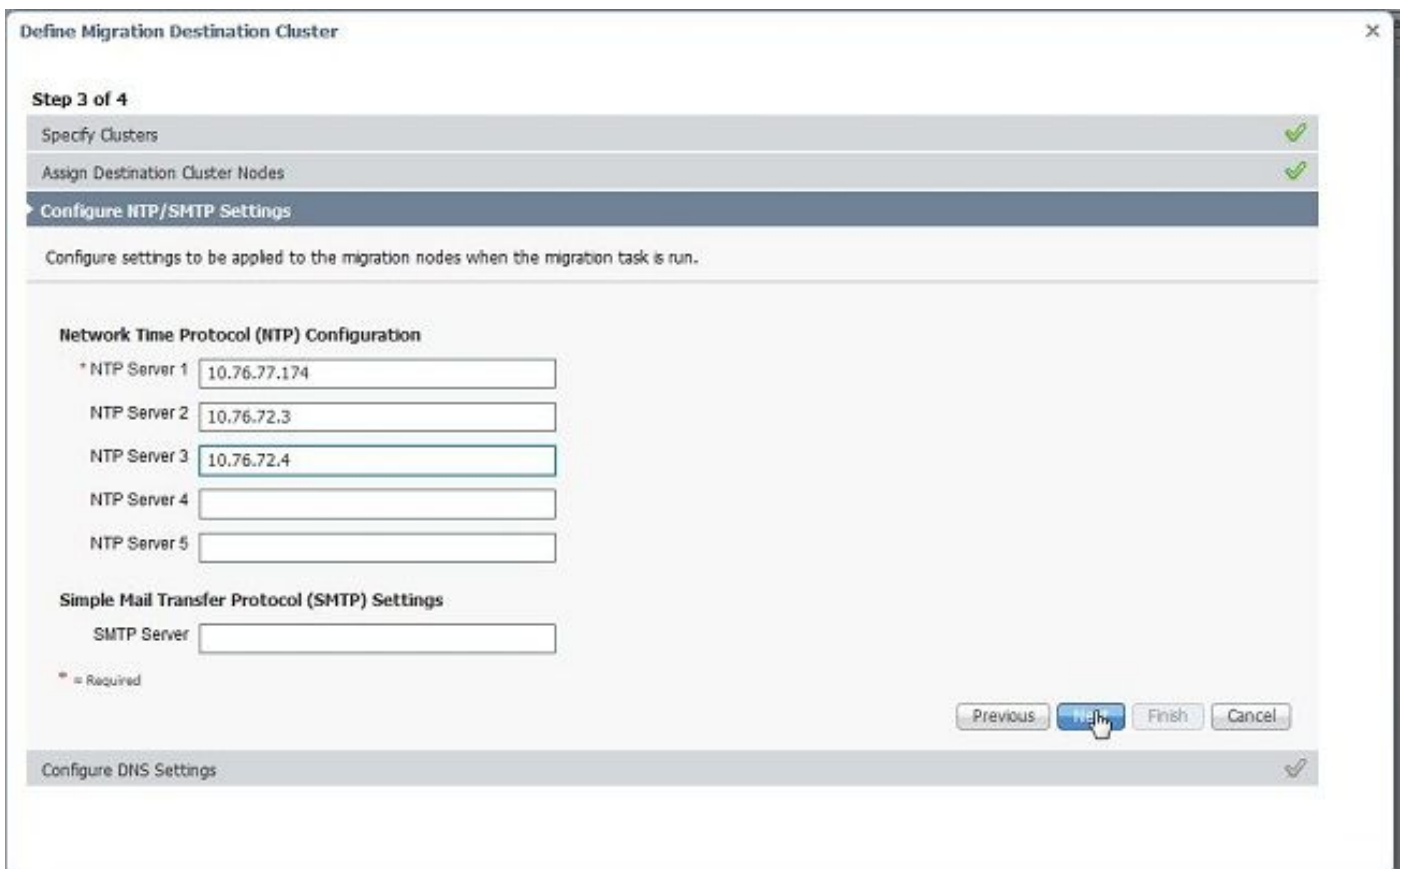 Define Migration Destination Cluster
Step 3 of 4
Specify Clusters
Assign Destination Cluster Nodes
Configure NTP/SMTP Settings
Configure settings to be applied to the migration nodes when the migration task is run.
Network Time Protocol (NTP) Configuration
* NTP Server 1 10.76.77.174
NTP Server 2 10.76.72.3
NTP Server 3 10.76.72.4
NTP Server 4
NTP Server 5
Simple Mail Transfer Protocol (SMTP) Settings
SMTP Server
* = Required
Previous Finish Cancel
Configure DNS Settings